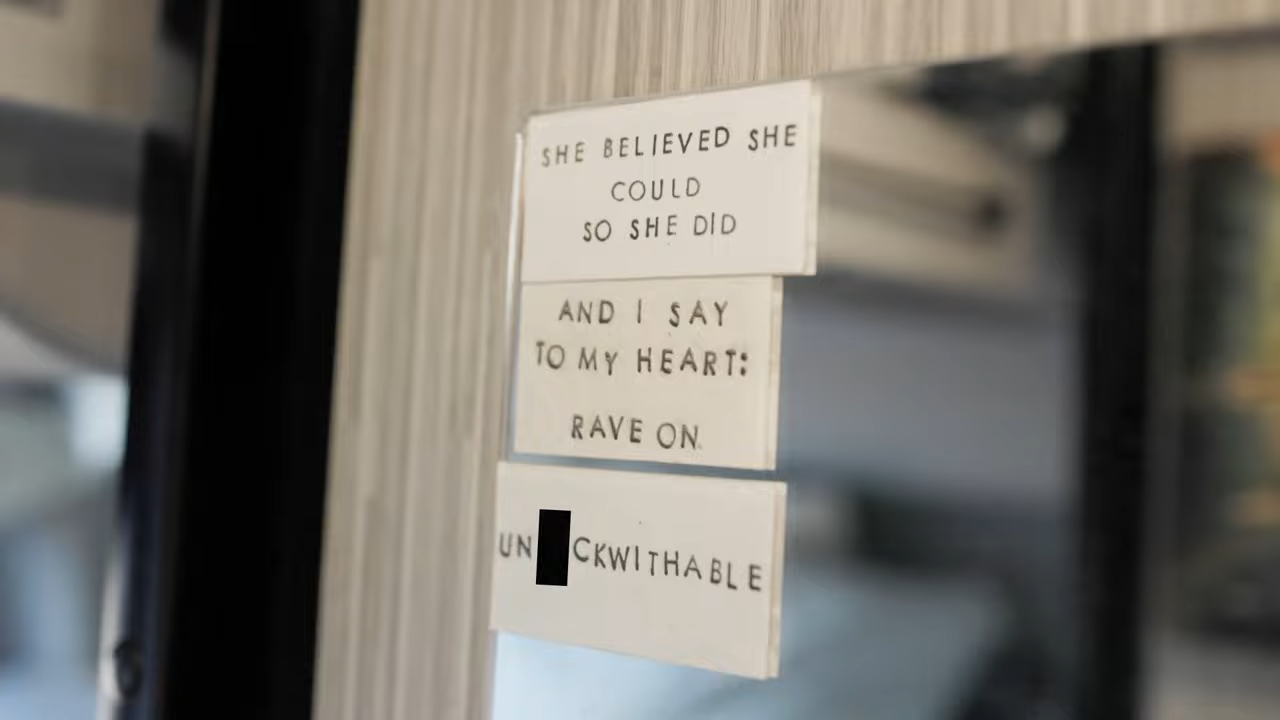 SHE BELIEVED SHE
COULD
SO SHE DID
AND I SAY
TO MY HEART:
RAVE ON